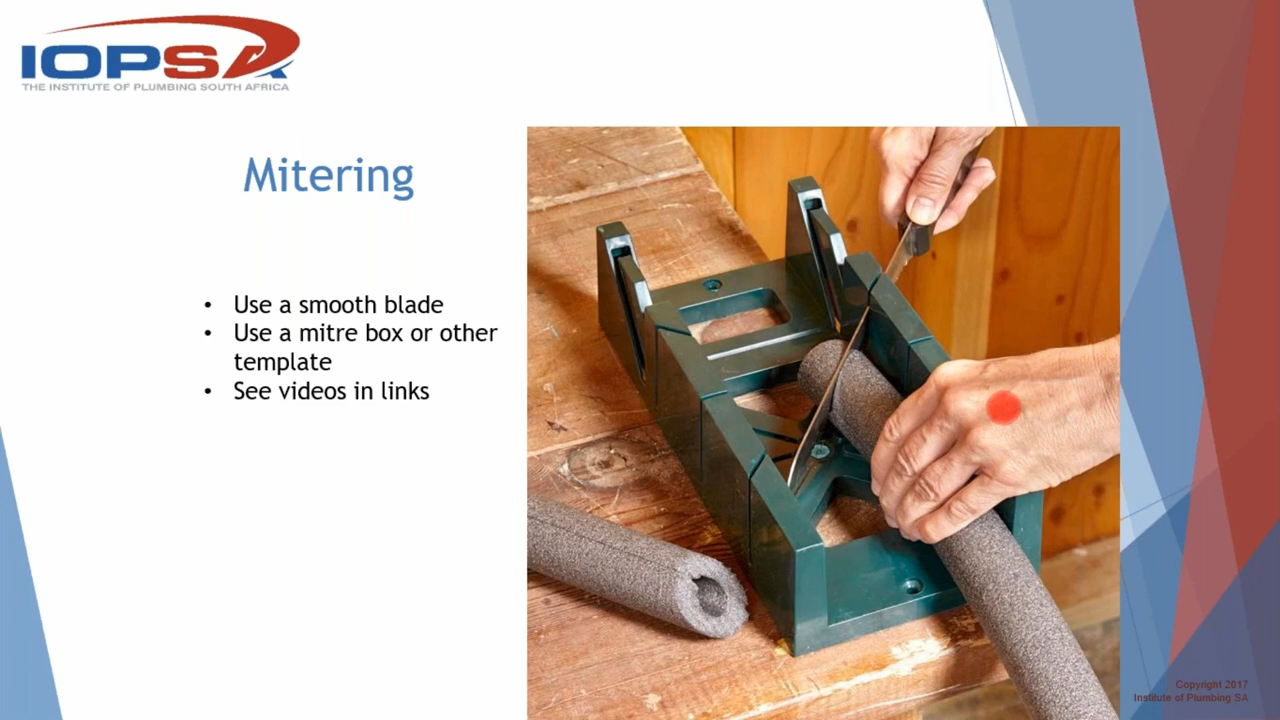 IOPSA
THE INSTITUTE OF PLUMBING SOUTH AFRICA
Mitering
• Use a smooth blade
• Use a mitre box or other
template
• See videos in links
Copyright 2017
Institute of Plumbing SA